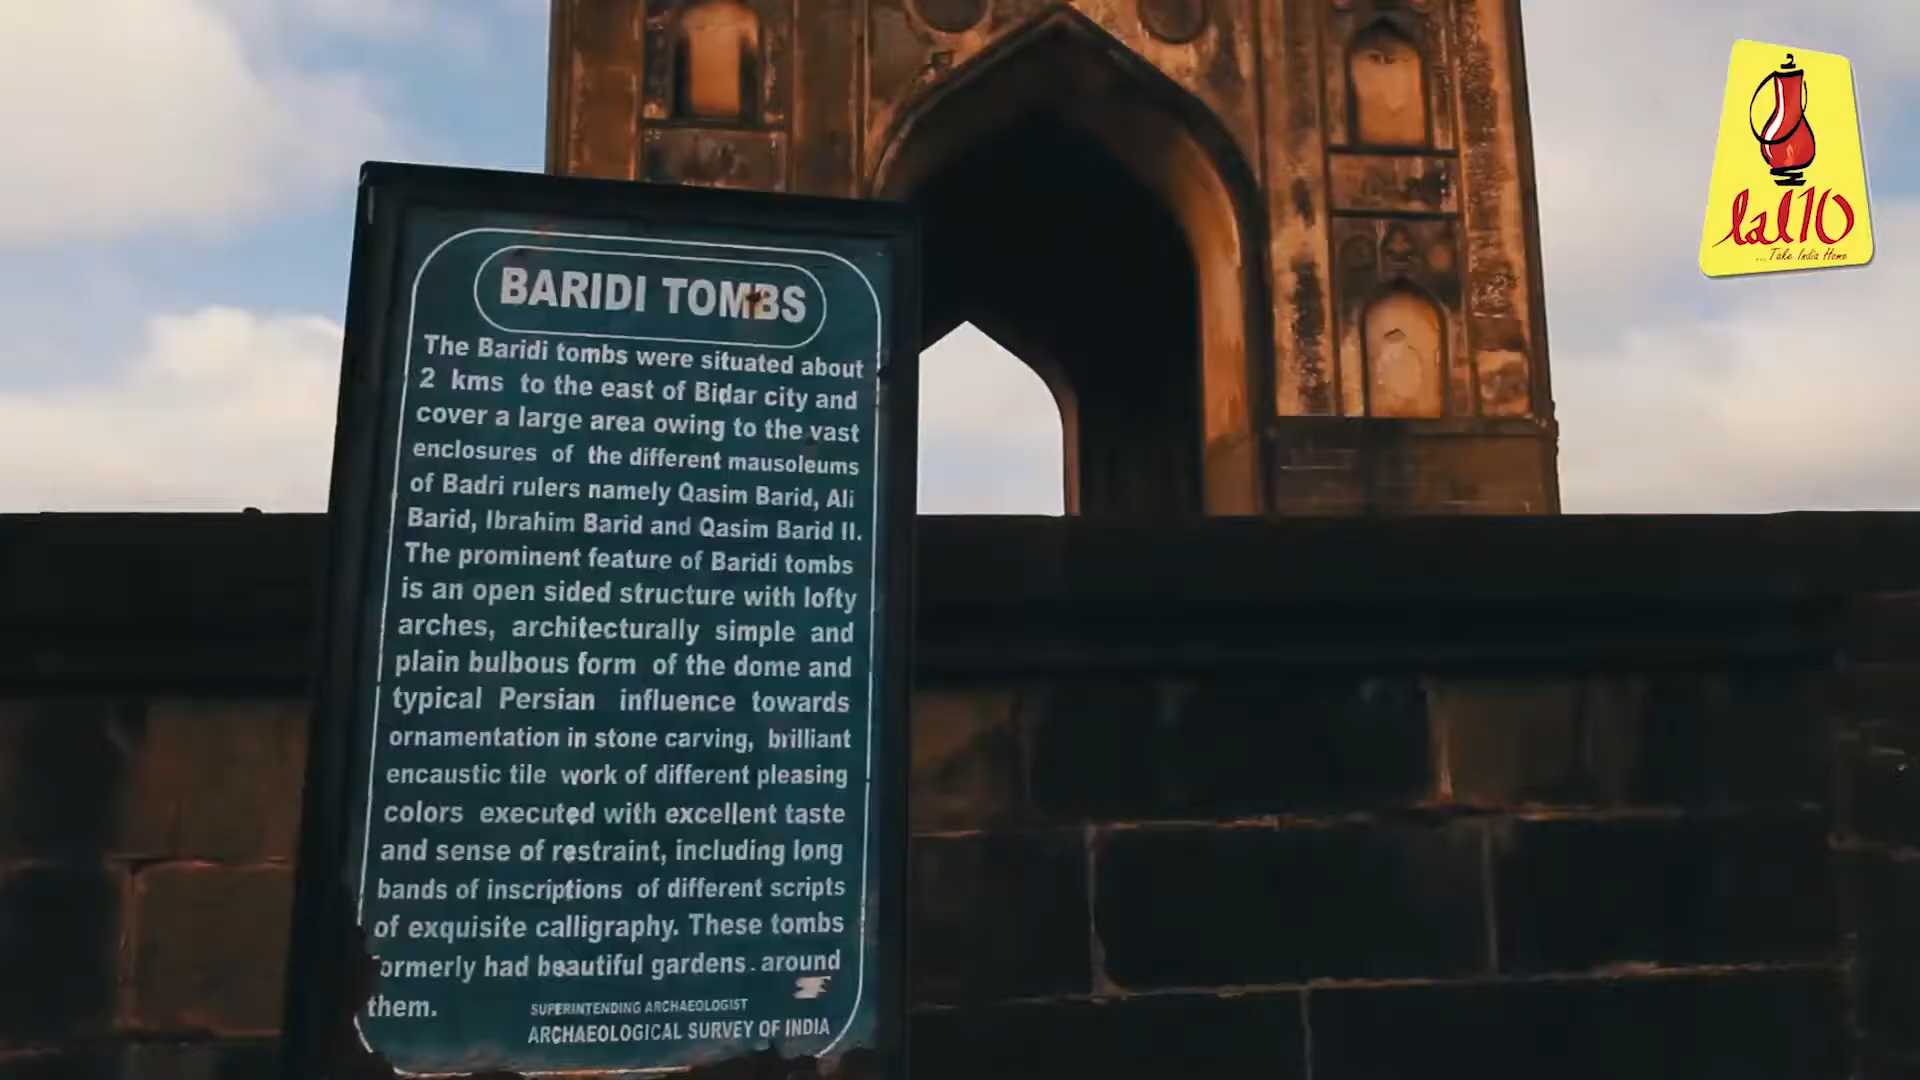 BARIDI TOMBS
The Baridi tombs were situated about
2 kms to the east of Bidar city and
cover a large area owing to the vast
enclosures of the different mausoleums
of Badri rulers namely Qasim Barid, Ali
Barid, Ibrahim Barid and Qasim Barid II.
The prominent feature of Baridi tombs
is an open sided structure with lofty
arches, architecturally simple and
plain bulbous form of the dome and
typical Persian influence towards
ornamentation in stone carving, brilliant
encaustic tile work of different pleasing
colors executed with excellent taste
and sense of restraint, including long
bands of inscriptions of different scripts
of exquisite calligraphy. These tombs
formerly had beautiful gardens around
them.
SUPERINTENDING ARCHAEOLOGIST
ARCHAEOLOGICAL SURVEY OF INDIA
lal10
...Take India Home